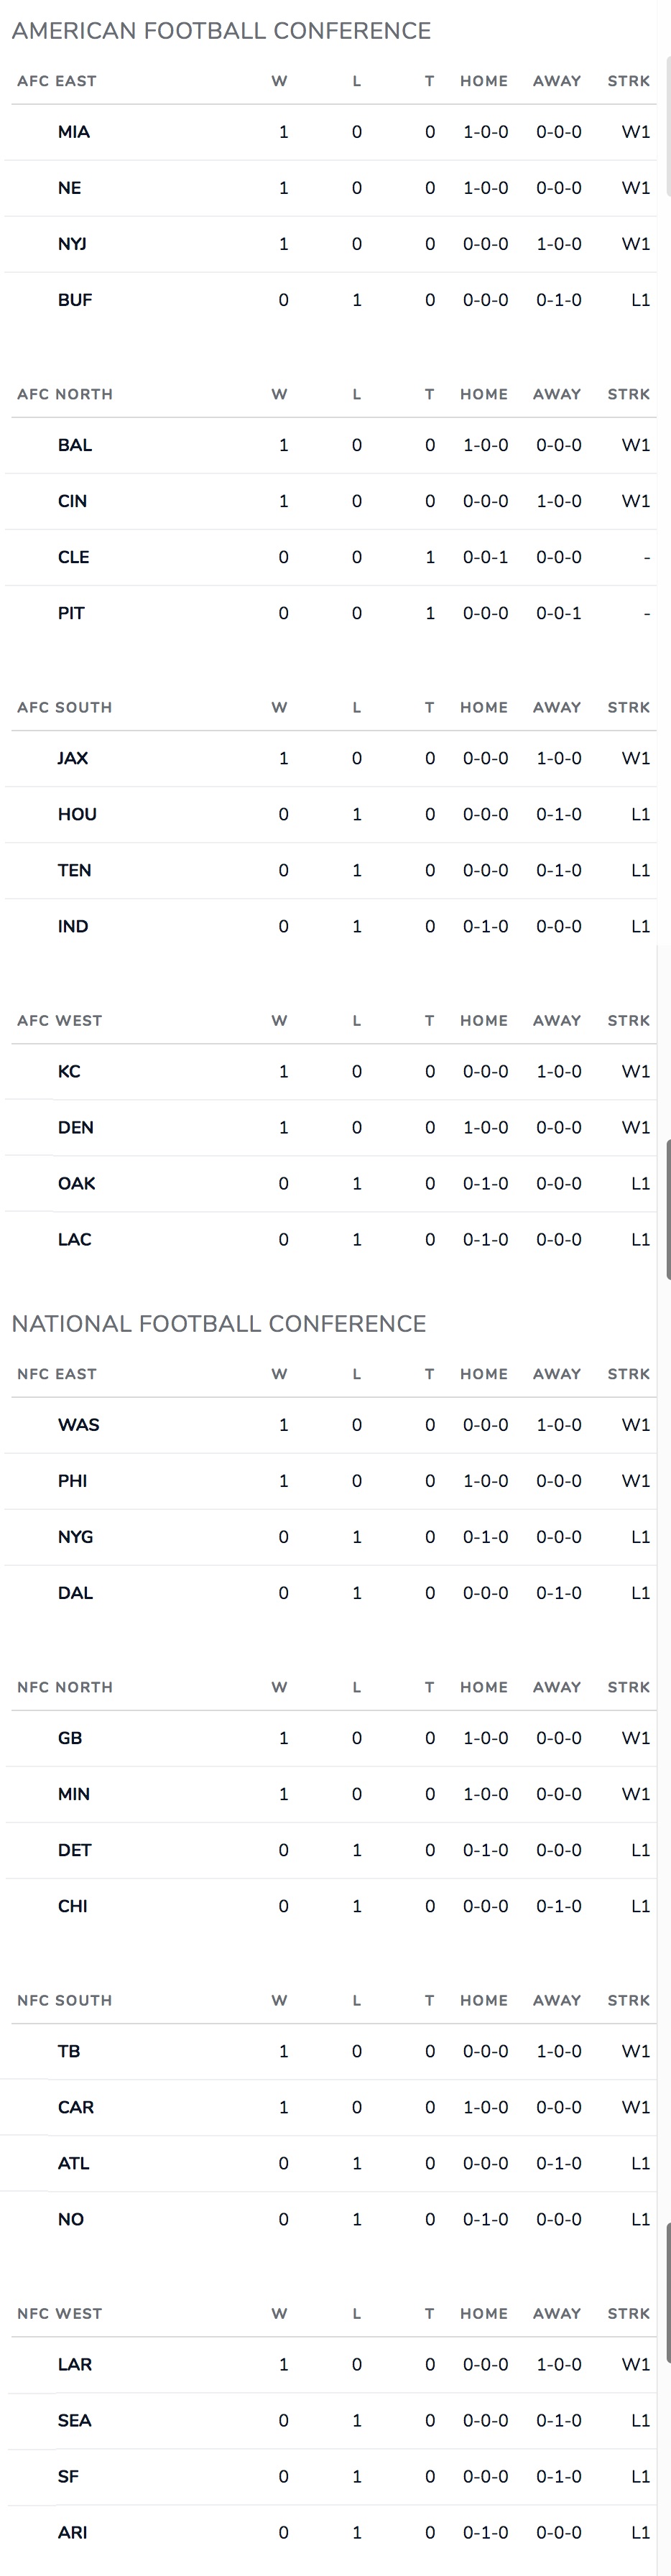 AMERICAN FOOTBALL CONFERENCE
AFC EAST W L T HOME AWAY STRK
MIA 1 0 0 1-0-0 0-0-0 W1
NE 1 0 0 1-0-0 0-0-0 W1
NYJ 1 0 0 0-0-0 1-0-0 W1
BUF 0 1 0 0-0-0 0-1-0 L1
AFC NORTH W L T HOME AWAY STRK
BAL 1 0 0 1-0-0 0-0-0 W1
CIN 1 0 0 0-0-0 1-0-0 W1
CLE 0 0 1 0-0-1 0-0-0 -
PIT 0 0 1 0-0-0 0-0-1 -
AFC SOUTH W L T HOME AWAY STRK
JAX 1 0 0 0-0-0 1-0-0 W1
HOU 0 1 0 0-0-0 0-1-0 L1
TEN 0 1 0 0-0-0 0-1-0 L1
IND 0 1 0 0-1-0 0-0-0 L1
AFC WEST W L T HOME AWAY STRK
KC 1 0 0 0-0-0 1-0-0 W1
DEN 1 0 0 1-0-0 0-0-0 W1
OAK 0 1 0 0-1-0 0-0-0 L1
LAC 0 1 0 0-1-0 0-0-0 L1
NATIONAL FOOTBALL CONFERENCE
NFC EAST W L T HOME AWAY STRK
WAS 1 0 0 0-0-0 1-0-0 W1
PHI 1 0 0 1-0-0 0-0-0 W1
NYG 0 1 0 0-1-0 0-0-0 L1
DAL 0 1 0 0-0-0 0-1-0 L1
NFC NORTH W L T HOME AWAY STRK
GB 1 0 0 1-0-0 0-0-0 W1
MIN 1 0 0 1-0-0 0-0-0 W1
DET 0 1 0 0-1-0 0-0-0 L1
CHI 0 1 0 0-0-0 0-1-0 L1
NFC SOUTH W L T HOME AWAY STRK
TB 1 0 0 0-0-0 1-0-0 W1
CAR 1 0 0 1-0-0 0-0-0 W1
ATL 0 1 0 0-0-0 0-1-0 L1
NO 0 1 0 0-1-0 0-0-0 L1
NFC WEST W L T HOME AWAY STRK
LAR 1 0 0 0-0-0 1-0-0 W1
SEA 0 1 0 0-0-0 0-1-0 L1
SF 0 1 0 0-0-0 0-1-0 L1
ARI 0 1 0 0-1-0 0-0-0 L1